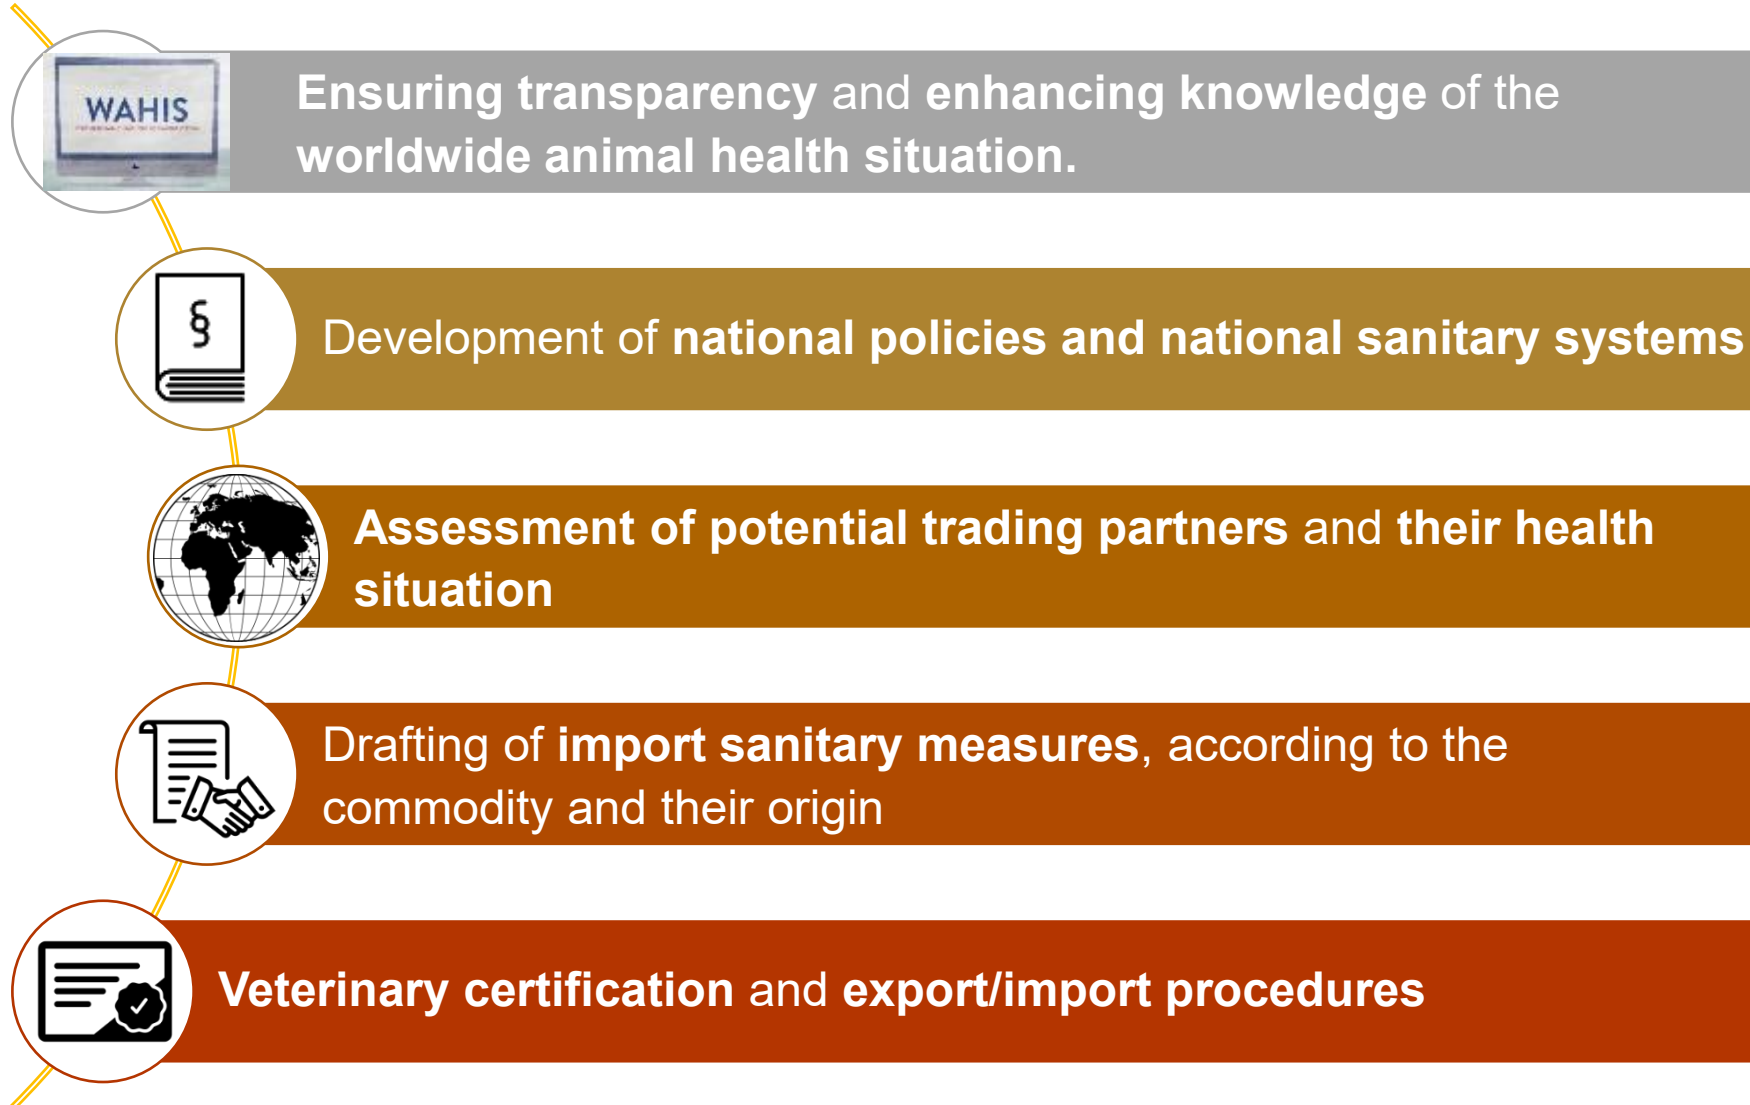 WAHIS
Ensuring transparency and enhancing knowledge of the
worldwide animal health situation.
§
Development of national policies and national sanitary systems
Assessment of potential trading partners and their health
situation
Drafting of import sanitary measures, according to the
commodity and their origin
Veterinary certification and export/import procedures